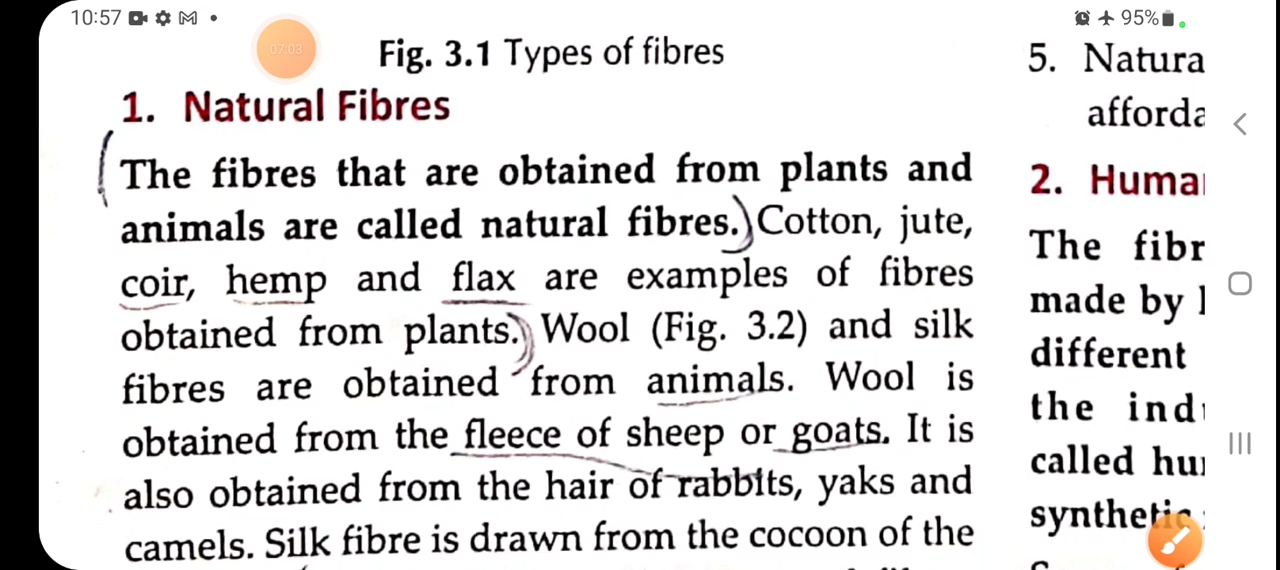 10:57
95%
07:03
Fig. 3.1 Types of fibres
1. Natural Fibres
The fibres that are obtained from plants and
animals are called natural fibres. Cotton, jute,
coir, hemp and flax are examples of fibres
obtained from plants. Wool (Fig. 3.2) and silk
fibres are obtained from animals. Wool is
obtained from the fleece of sheep or goats. It is
also obtained from the hair of rabbits, yaks and
camels. Silk fibre is drawn from the cocoon of the
5. Natura
afforda
2. Huma
The fibr
made by
different
the ind
called hu
synthetic